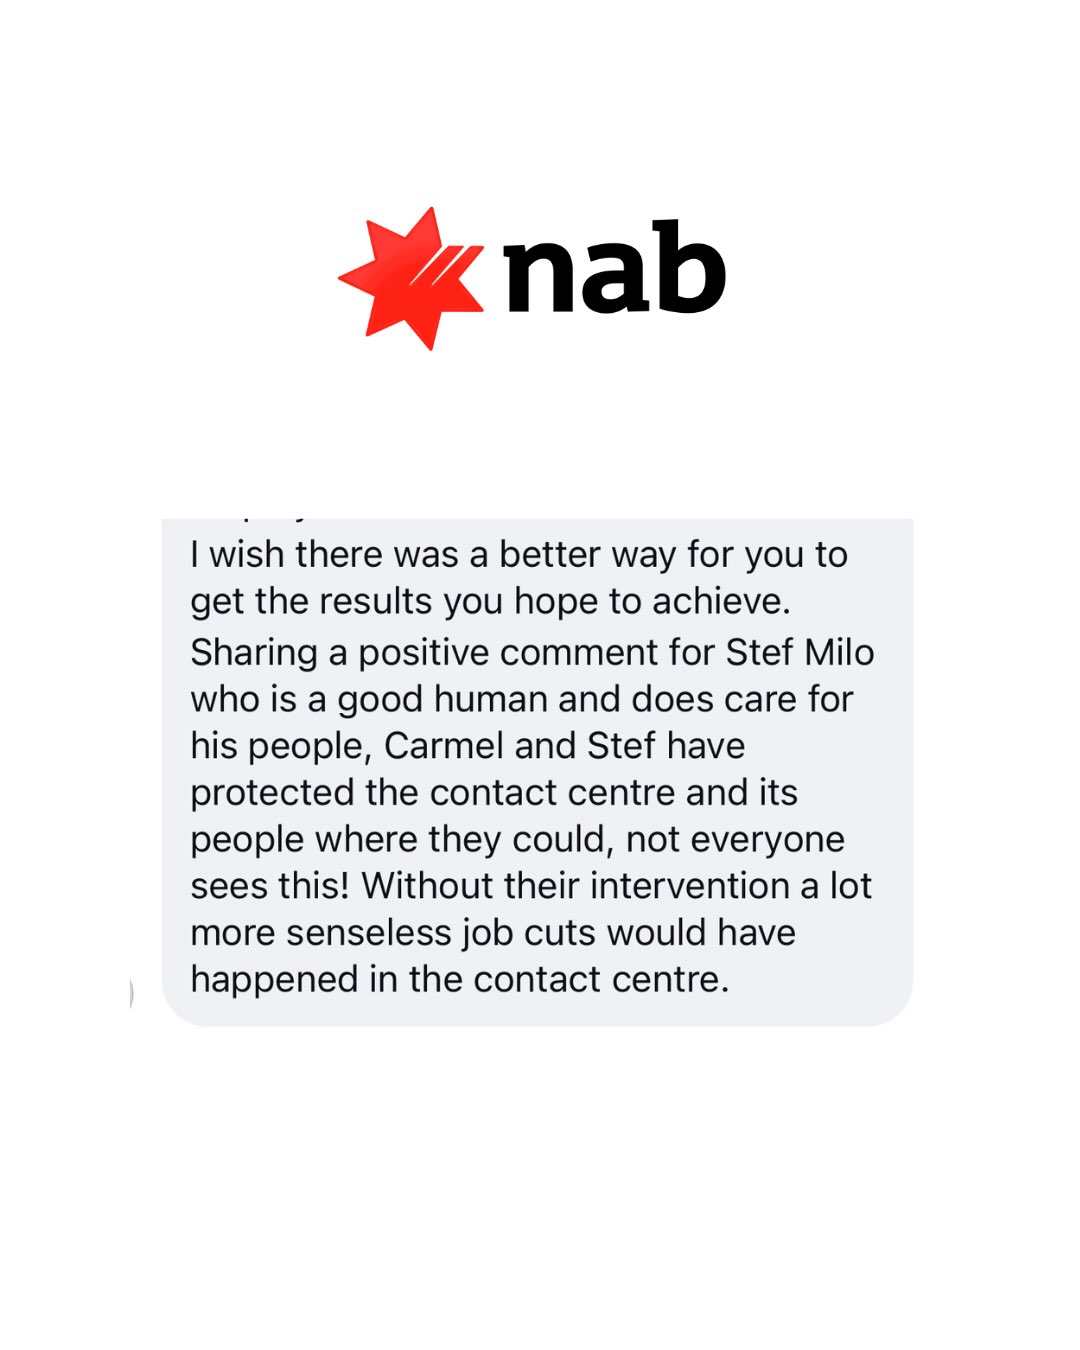 nab
I wish there was a better way for you to
get the results you hope to achieve.
Sharing a positive comment for Stef Milo
who is a good human and does care for
his people, Carmel and Stef have
protected the contact centre and its
people where they could, not everyone
sees this! Without their intervention a lot
more senseless job cuts would have
happened in the contact centre.